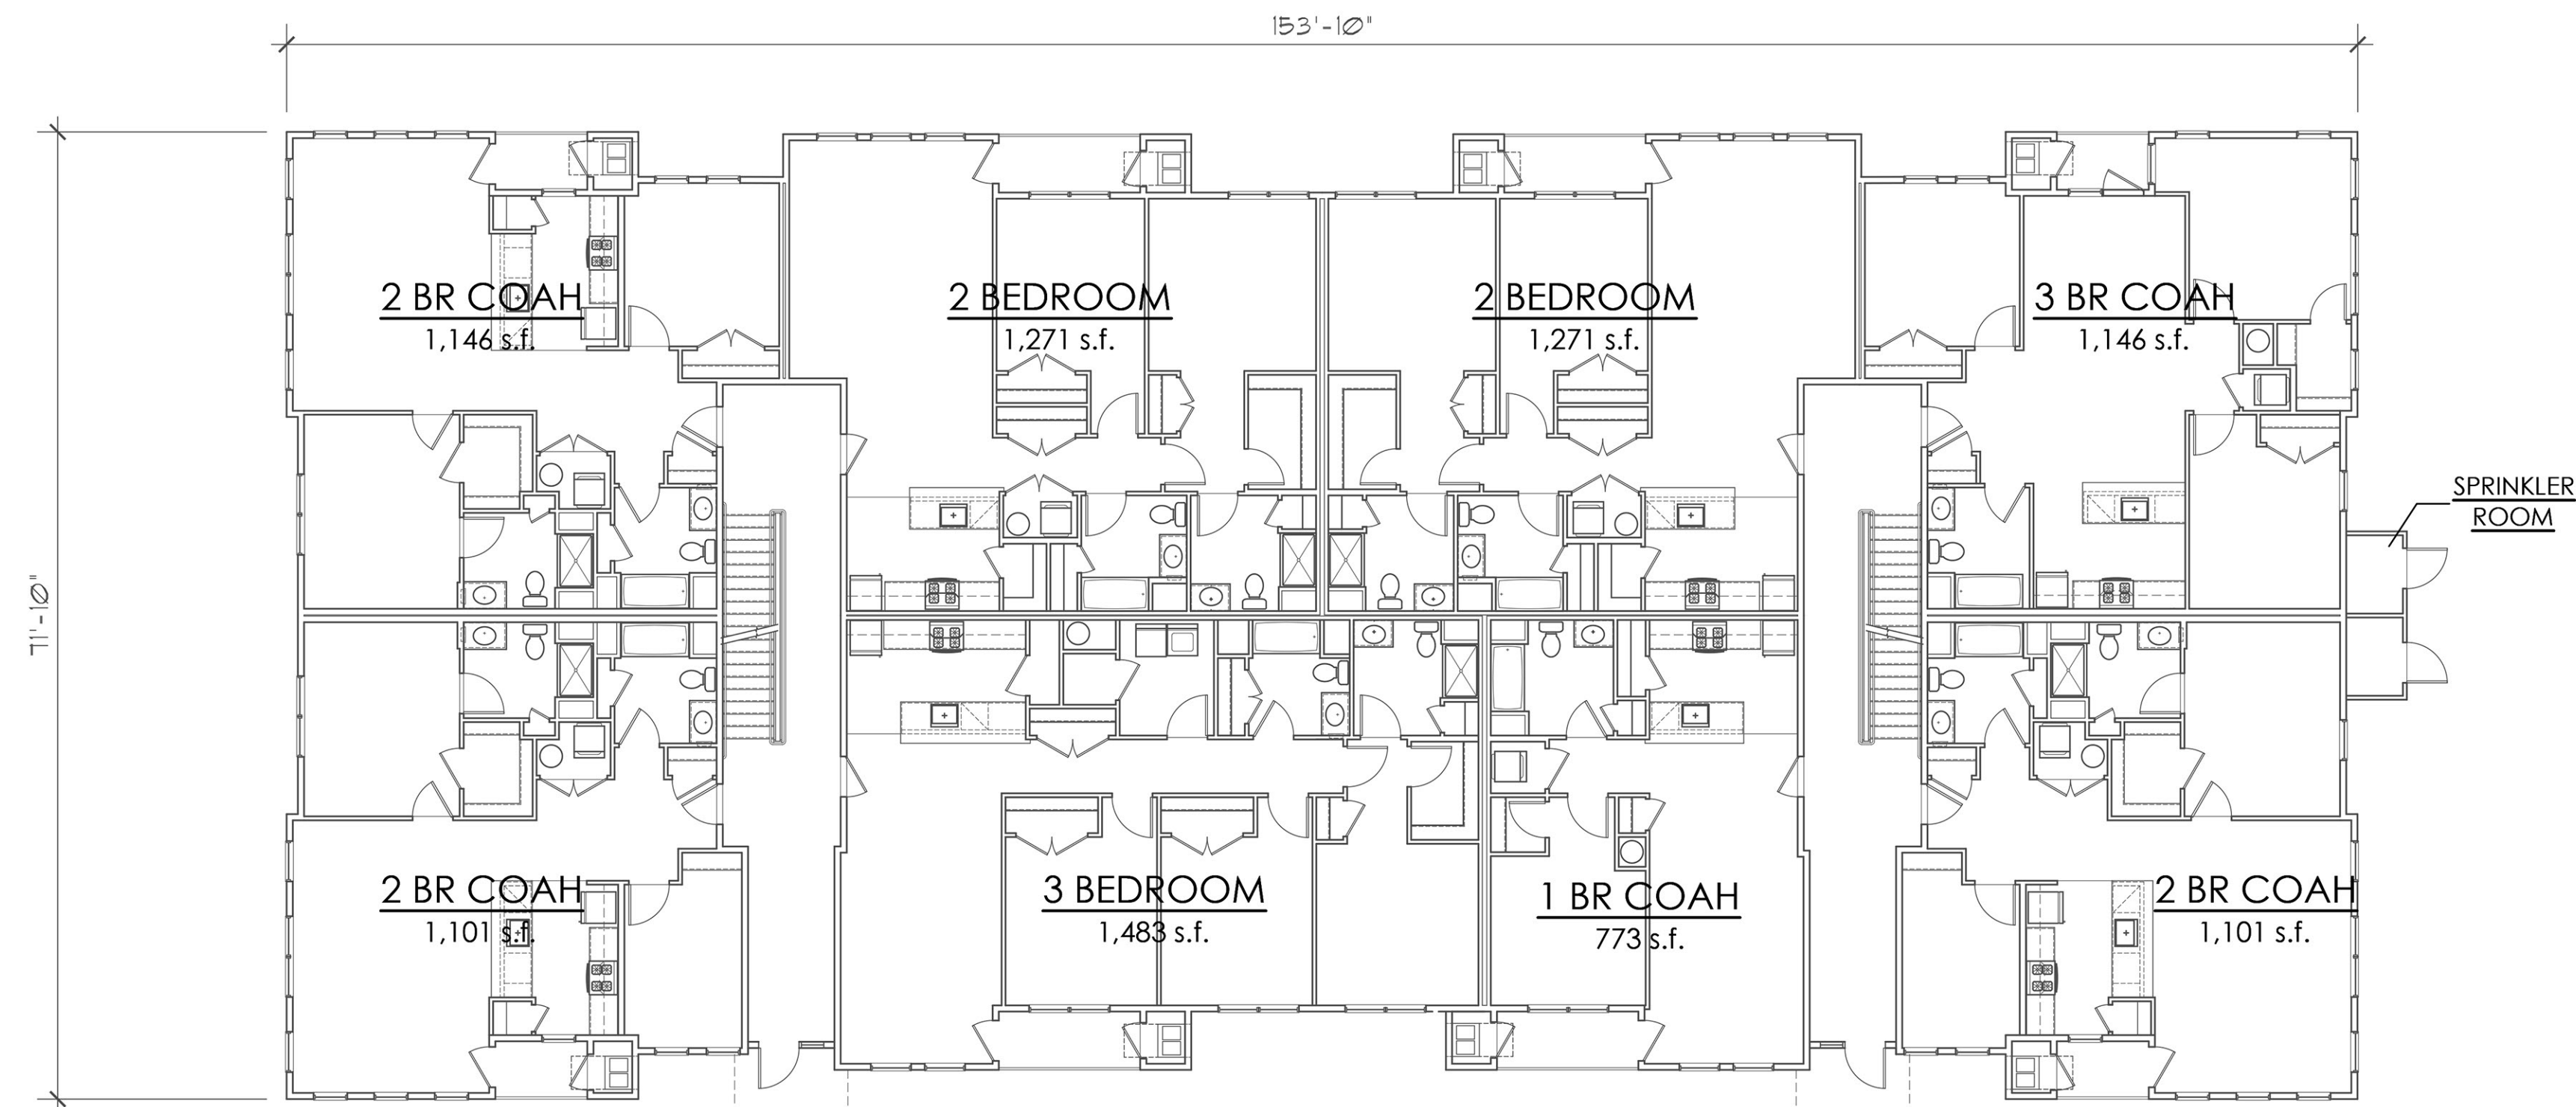 153'-10"
2 BR COAH
1,146 s.f.
2 BEDROOM
1,271 s.f.
2 BEDROOM
1,271 s.f.
3 BR COAH
1,146 s.f.
SPRINKLER
ROOM
71'-10"
2 BR COAH
1,101 s.f.
3 BEDROOM
1,483 s.f.
1 BR COAH
773 s.f.
2 BR COAH
1,101 s.f.